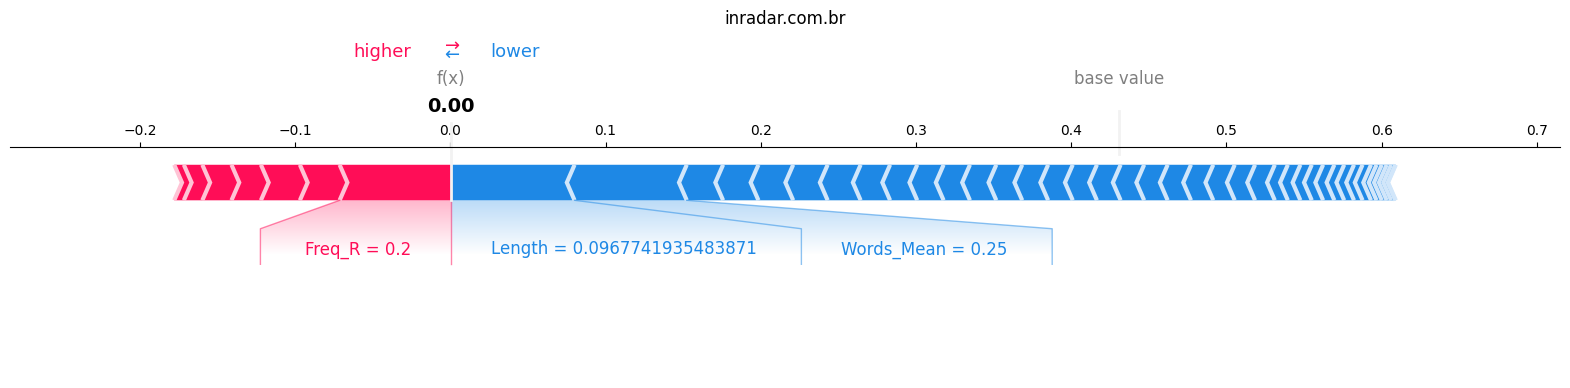 inradar.com.br
higher → ← lower
f(x) base value
0.00
−0.2 −0.1 0.0 0.1 0.2 0.3 0.4 0.5 0.6 0.7
Freq_R = 0.2 Length = 0.0967741935483871 Words_Mean = 0.25